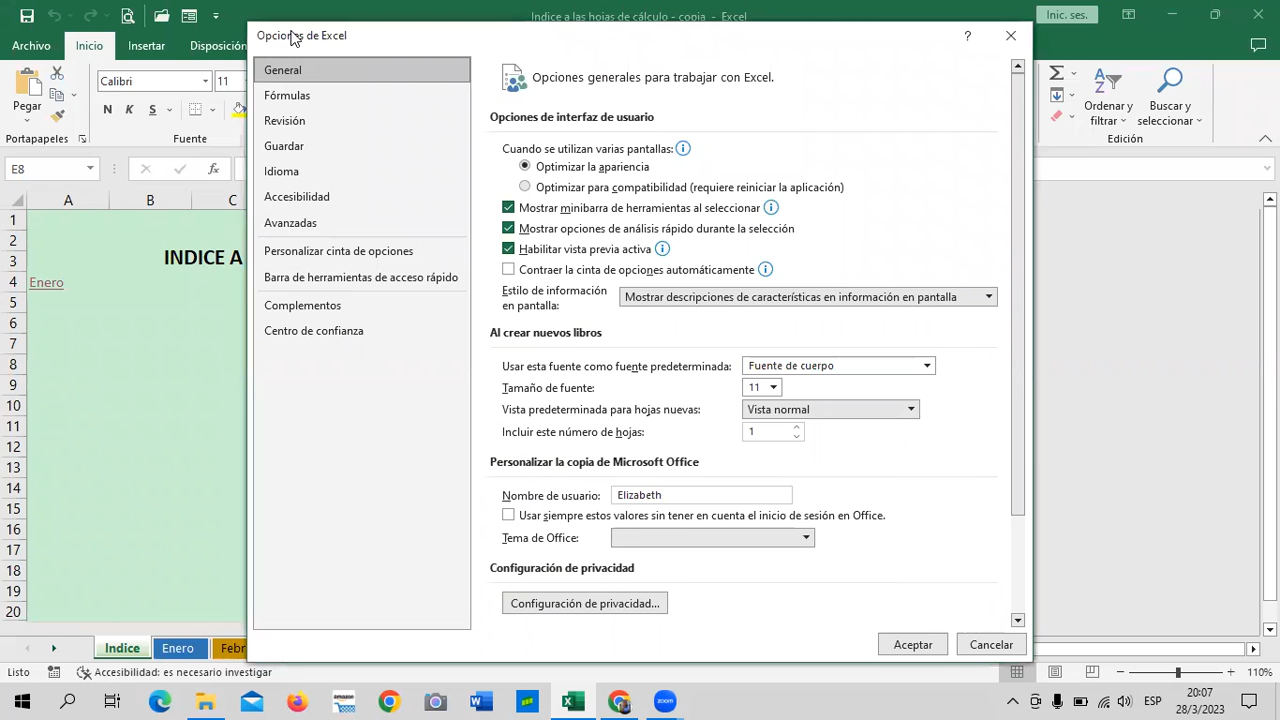 Indice a las hojas de cálculo - copia - Excel
Inic. ses.
Archivo Inicio Insertar Disposición
Calibri 11
Pegar
N K S
Portapapeles Fuente
Ordenar y filtrar
Buscar y seleccionar
Edición
E8 fx
A B C
1
2
3
4
5
6
7
8
9
10
11
12
13
14
15
16
17
18
19
20
INDICE A
Enero
Opciones de Excel ?
General
Fórmulas
Revisión
Guardar
Idioma
Accesibilidad
Avanzadas
Personalizar cinta de opciones
Barra de herramientas de acceso rápido
Complementos
Centro de confianza
Opciones generales para trabajar con Excel.
Opciones de interfaz de usuario
Cuando se utilizan varias pantallas:
Optimizar la apariencia
Optimizar para compatibilidad (requiere reiniciar la aplicación)
Mostrar minibarra de herramientas al seleccionar
Mostrar opciones de análisis rápido durante la selección
Habilitar vista previa activa
Contraer la cinta de opciones automáticamente
Estilo de información en pantalla: Mostrar descripciones de características en información en pantalla
Al crear nuevos libros
Usar esta fuente como fuente predeterminada: Fuente de cuerpo
Tamaño de fuente: 11
Vista predeterminada para hojas nuevas: Vista normal
Incluir este número de hojas: 1
Personalizar la copia de Microsoft Office
Nombre de usuario: Elizabeth
Usar siempre estos valores sin tener en cuenta el inicio de sesión en Office.
Tema de Office:
Configuración de privacidad
Configuración de privacidad...
Aceptar Cancelar
Indice Enero Febr
Listo Accesibilidad: es necesario investigar 110%
amazon zoom ESP 20:07
28/3/2023